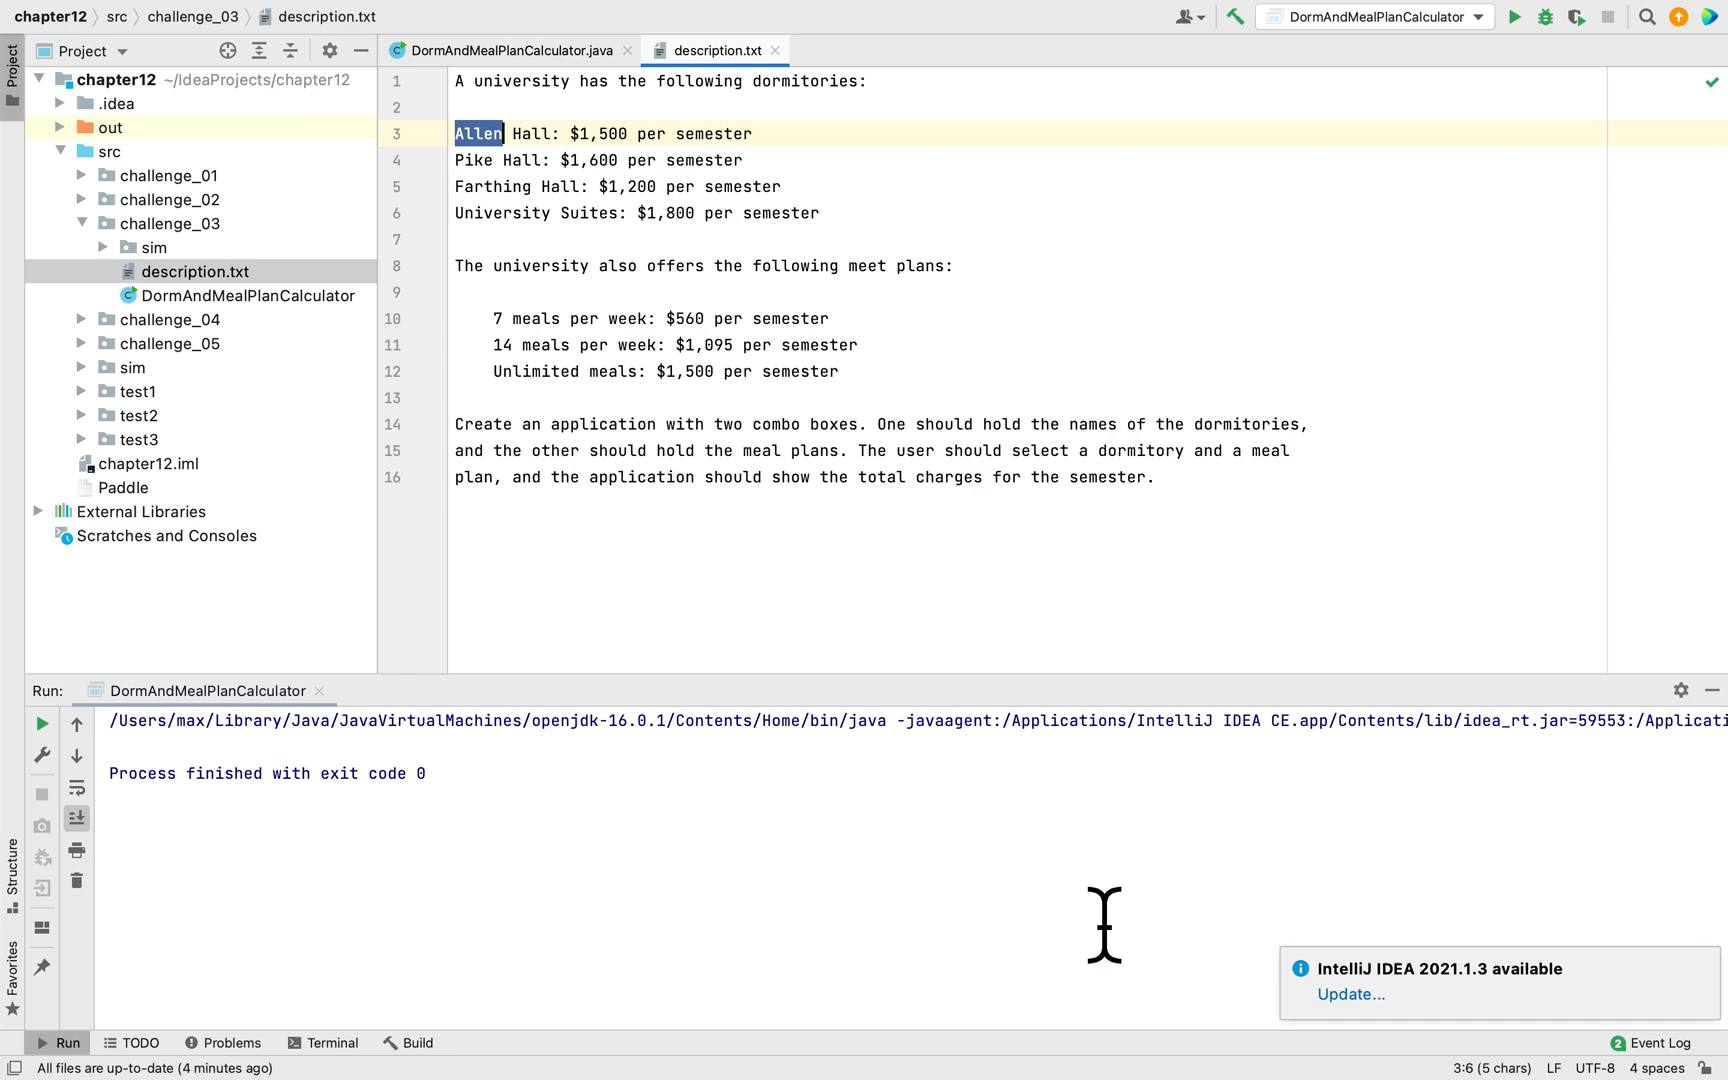 chapter12 src challenge_03 description.txt
DormAndMealPlanCalculator
Project
Project
DormAndMealPlanCalculator.java
description.txt
chapter12 ~/IdeaProjects/chapter12
.idea
out
src
challenge_01
challenge_02
challenge_03
sim
description.txt
DormAndMealPlanCalculator
challenge_04
challenge_05
sim
test1
test2
test3
chapter12.iml
Paddle
External Libraries
Scratches and Consoles
1 A university has the following dormitories:
2
3 Allen Hall: $1,500 per semester
4 Pike Hall: $1,600 per semester
5 Farthing Hall: $1,200 per semester
6 University Suites: $1,800 per semester
7
8 The university also offers the following meet plans:
9
10 7 meals per week: $560 per semester
11 14 meals per week: $1,095 per semester
12 Unlimited meals: $1,500 per semester
13
14 Create an application with two combo boxes. One should hold the names of the dormitories,
15 and the other should hold the meal plans. The user should select a dormitory and a meal
16 plan, and the application should show the total charges for the semester.
Run: DormAndMealPlanCalculator
/Users/max/Library/Java/JavaVirtualMachines/openjdk-16.0.1/Contents/Home/bin/java -javaagent:/Applications/IntelliJ IDEA CE.app/Contents/lib/idea_rt.jar=59553:/Applicati
Process finished with exit code 0
Structure
Favorites
IntelliJ IDEA 2021.1.3 available
Update...
Run TODO Problems Terminal Build
2 Event Log
All files are up-to-date (4 minutes ago)
3:6 (5 chars) LF UTF-8 4 spaces